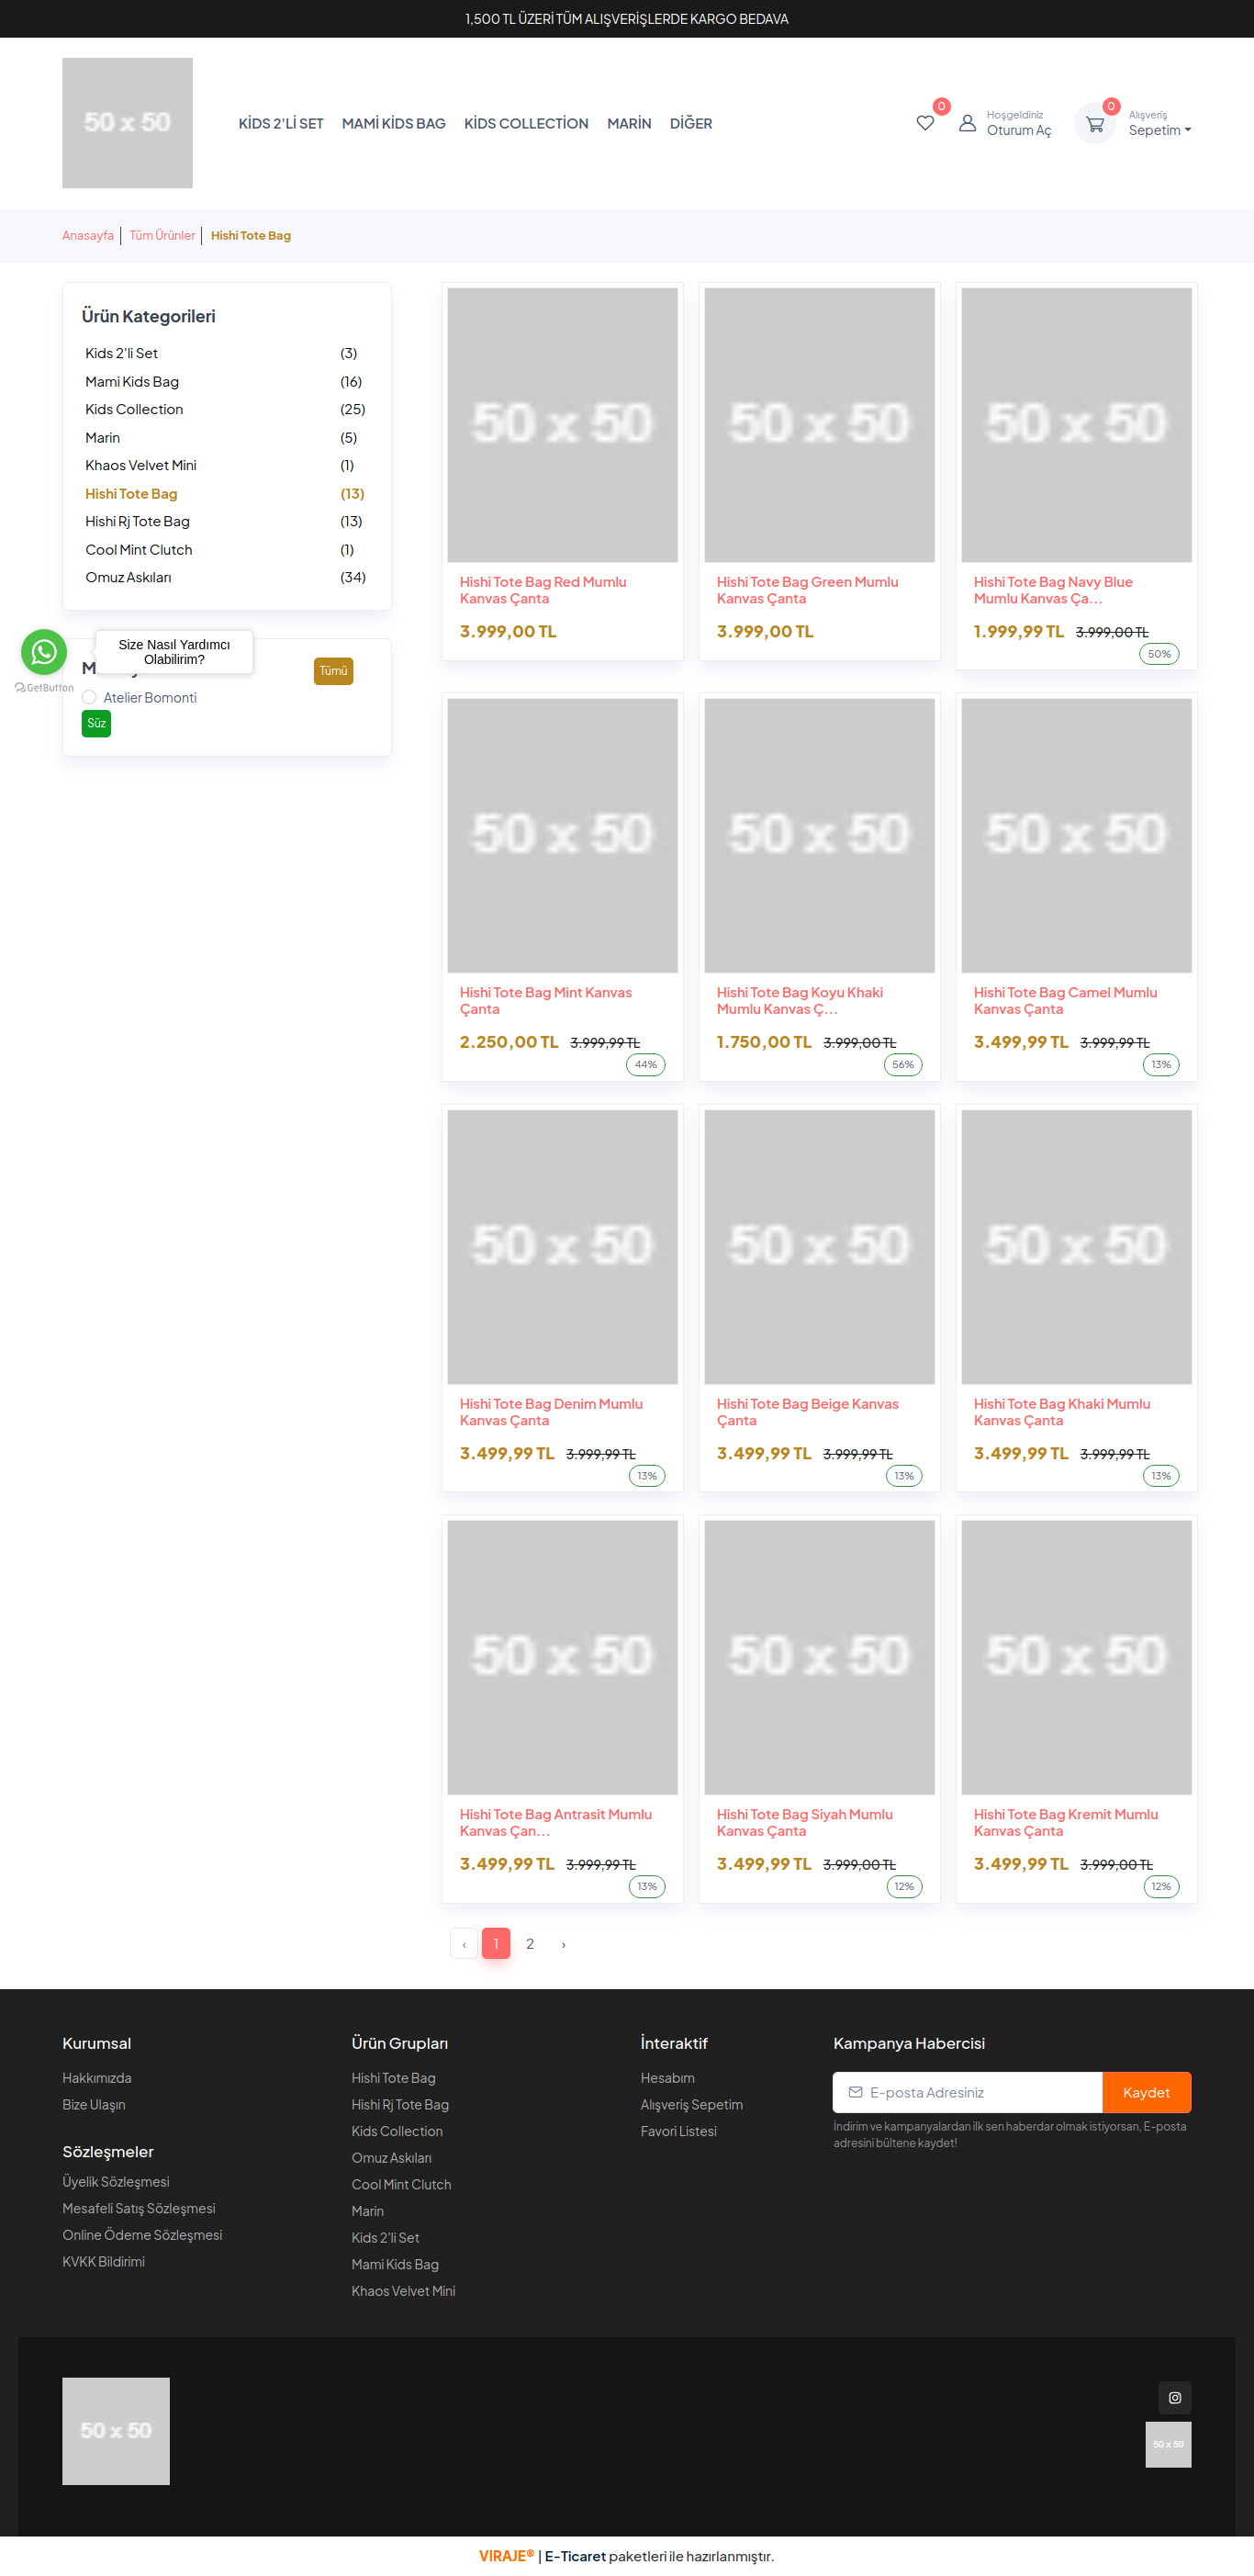 1,500 TL ÜZERİ TÜM ALIŞVERİŞLERDE KARGO BEDAVA
50 x 50
KİDS 2'Lİ SET MAMİ KİDS BAG KİDS COLLECTİON MARİN DİĞER
0
Hoşgeldiniz
Oturum Aç
0
Alışveriş
Sepetim
Anasayfa Tüm Ürünler Hishi Tote Bag
Ürün Kategorileri
Kids 2'li Set (3)
Mami Kids Bag (16)
Kids Collection (25)
Marin (5)
Khaos Velvet Mini (1)
Hishi Tote Bag (13)
Hishi Rj Tote Bag (13)
Cool Mint Clutch (1)
Omuz Askıları (34)
Size Nasıl Yardımcı
Olabilirim?
GetButton
Tümü
Atelier Bomonti
Süz
50 x 50
Hishi Tote Bag Red Mumlu
Kanvas Çanta
3.999,00 TL
50 x 50
Hishi Tote Bag Green Mumlu
Kanvas Çanta
3.999,00 TL
50 x 50
Hishi Tote Bag Navy Blue
Mumlu Kanvas Ça...
1.999,99 TL 3.999,00 TL
50%
50 x 50
Hishi Tote Bag Mint Kanvas
Çanta
2.250,00 TL 3.999,99 TL
44%
50 x 50
Hishi Tote Bag Koyu Khaki
Mumlu Kanvas Ç...
1.750,00 TL 3.999,00 TL
56%
50 x 50
Hishi Tote Bag Camel Mumlu
Kanvas Çanta
3.499,99 TL 3.999,99 TL
13%
50 x 50
Hishi Tote Bag Denim Mumlu
Kanvas Çanta
3.499,99 TL 3.999,99 TL
13%
50 x 50
Hishi Tote Bag Beige Kanvas
Çanta
3.499,99 TL 3.999,99 TL
13%
50 x 50
Hishi Tote Bag Khaki Mumlu
Kanvas Çanta
3.499,99 TL 3.999,99 TL
13%
50 x 50
Hishi Tote Bag Antrasit Mumlu
Kanvas Çan...
3.499,99 TL 3.999,99 TL
13%
50 x 50
Hishi Tote Bag Siyah Mumlu
Kanvas Çanta
3.499,99 TL 3.999,00 TL
12%
50 x 50
Hishi Tote Bag Kremit Mumlu
Kanvas Çanta
3.499,99 TL 3.999,00 TL
12%
‹ 1 2 ›
Kurumsal
Hakkımızda
Bize Ulaşın
Sözleşmeler
Üyelik Sözleşmesi
Mesafeli Satış Sözleşmesi
Online Ödeme Sözleşmesi
KVKK Bildirimi
Ürün Grupları
Hishi Tote Bag
Hishi Rj Tote Bag
Kids Collection
Omuz Askıları
Cool Mint Clutch
Marin
Kids 2'li Set
Mami Kids Bag
Khaos Velvet Mini
İnteraktif
Hesabım
Alışveriş Sepetim
Favori Listesi
Kampanya Habercisi
E-posta Adresiniz Kaydet
İndirim ve kampanyalardan ilk sen haberdar olmak istiyorsan, E-posta
adresini bültene kaydet!
50 x 50
50 x 50
VIRAJE® | E-Ticaret paketleri ile hazırlanmıştır.